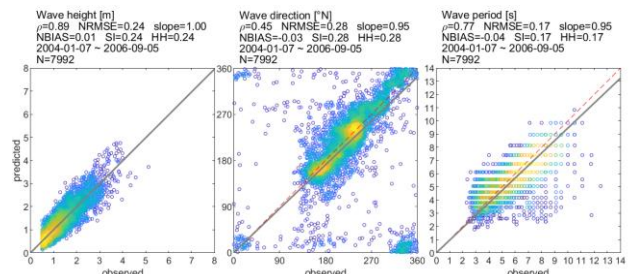 Wave height [m]
ρ=0.89 NRMSE=0.24 slope=1.00
NBIAS=0.01 SI=0.24 HH=0.24
2004-01-07 ~ 2006-09-05
N=7992
8
7
6
5
4
3
2
1
0
predicted
0 1 2 3 4 5 6 7 8
observed
Wave direction [°N]
ρ=0.45 NRMSE=0.28 slope=0.95
NBIAS=-0.03 SI=0.28 HH=0.28
2004-01-07 ~ 2006-09-05
N=7992
360
270
180
90
0
0 90 180 270 360
observed
Wave period [s]
ρ=0.77 NRMSE=0.17 slope=0.95
NBIAS=-0.04 SI=0.17 HH=0.17
2004-01-07 ~ 2006-09-05
N=7992
14
13
12
11
10
9
8
7
6
5
4
3
2
1
0
0 1 2 3 4 5 6 7 8 9 10 11 12 13 14
observed